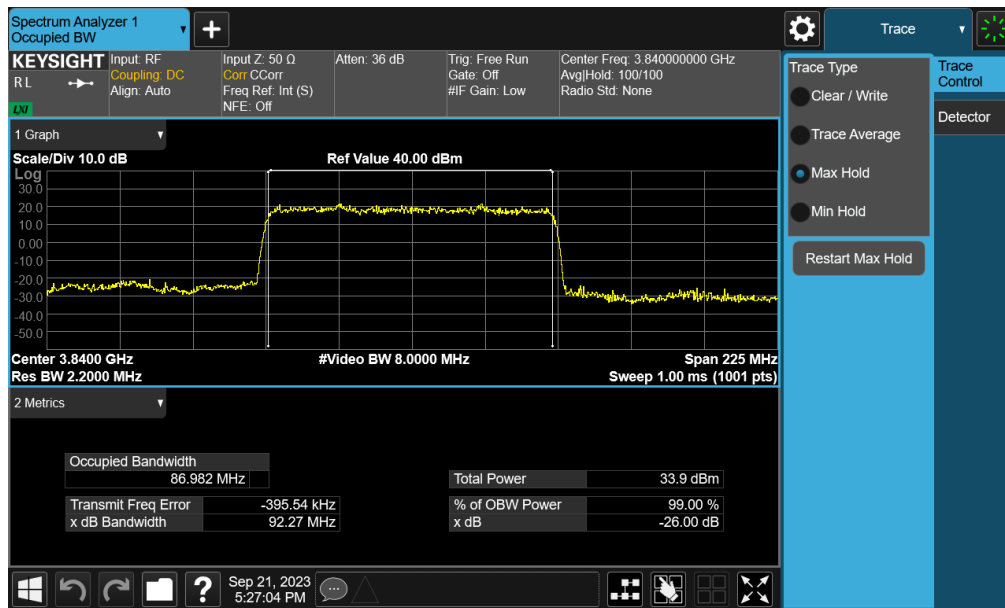 Spectrum Analyzer 1
Occupied BW
Trace
KEYSIGHT
R L
LXI
Input: RF
Coupling: DC
Align: Auto
Input Z: 50 Ω
Corr CCorr
Freq Ref: Int (S)
NFE: Off
Atten: 36 dB
Trig: Free Run
Gate: Off
#IF Gain: Low
Center Freq: 3.840000000 GHz
Avg|Hold: 100/100
Radio Std: None
Trace Type
Clear / Write
Trace Average
Max Hold
Min Hold
Restart Max Hold
Trace
Control
Detector
1 Graph
Scale/Div 10.0 dB
Ref Value 40.00 dBm
Log
30.0
20.0
10.0
0.00
-10.0
-20.0
-30.0
-40.0
-50.0
Center 3.8400 GHz
#Video BW 8.0000 MHz
Span 225 MHz
Res BW 2.2000 MHz
Sweep 1.00 ms (1001 pts)
2 Metrics
Occupied Bandwidth
86.982 MHz
Total Power 33.9 dBm
Transmit Freq Error -395.54 kHz
% of OBW Power 99.00 %
x dB Bandwidth 92.27 MHz
x dB -26.00 dB
?
Sep 21, 2023
5:27:04 PM